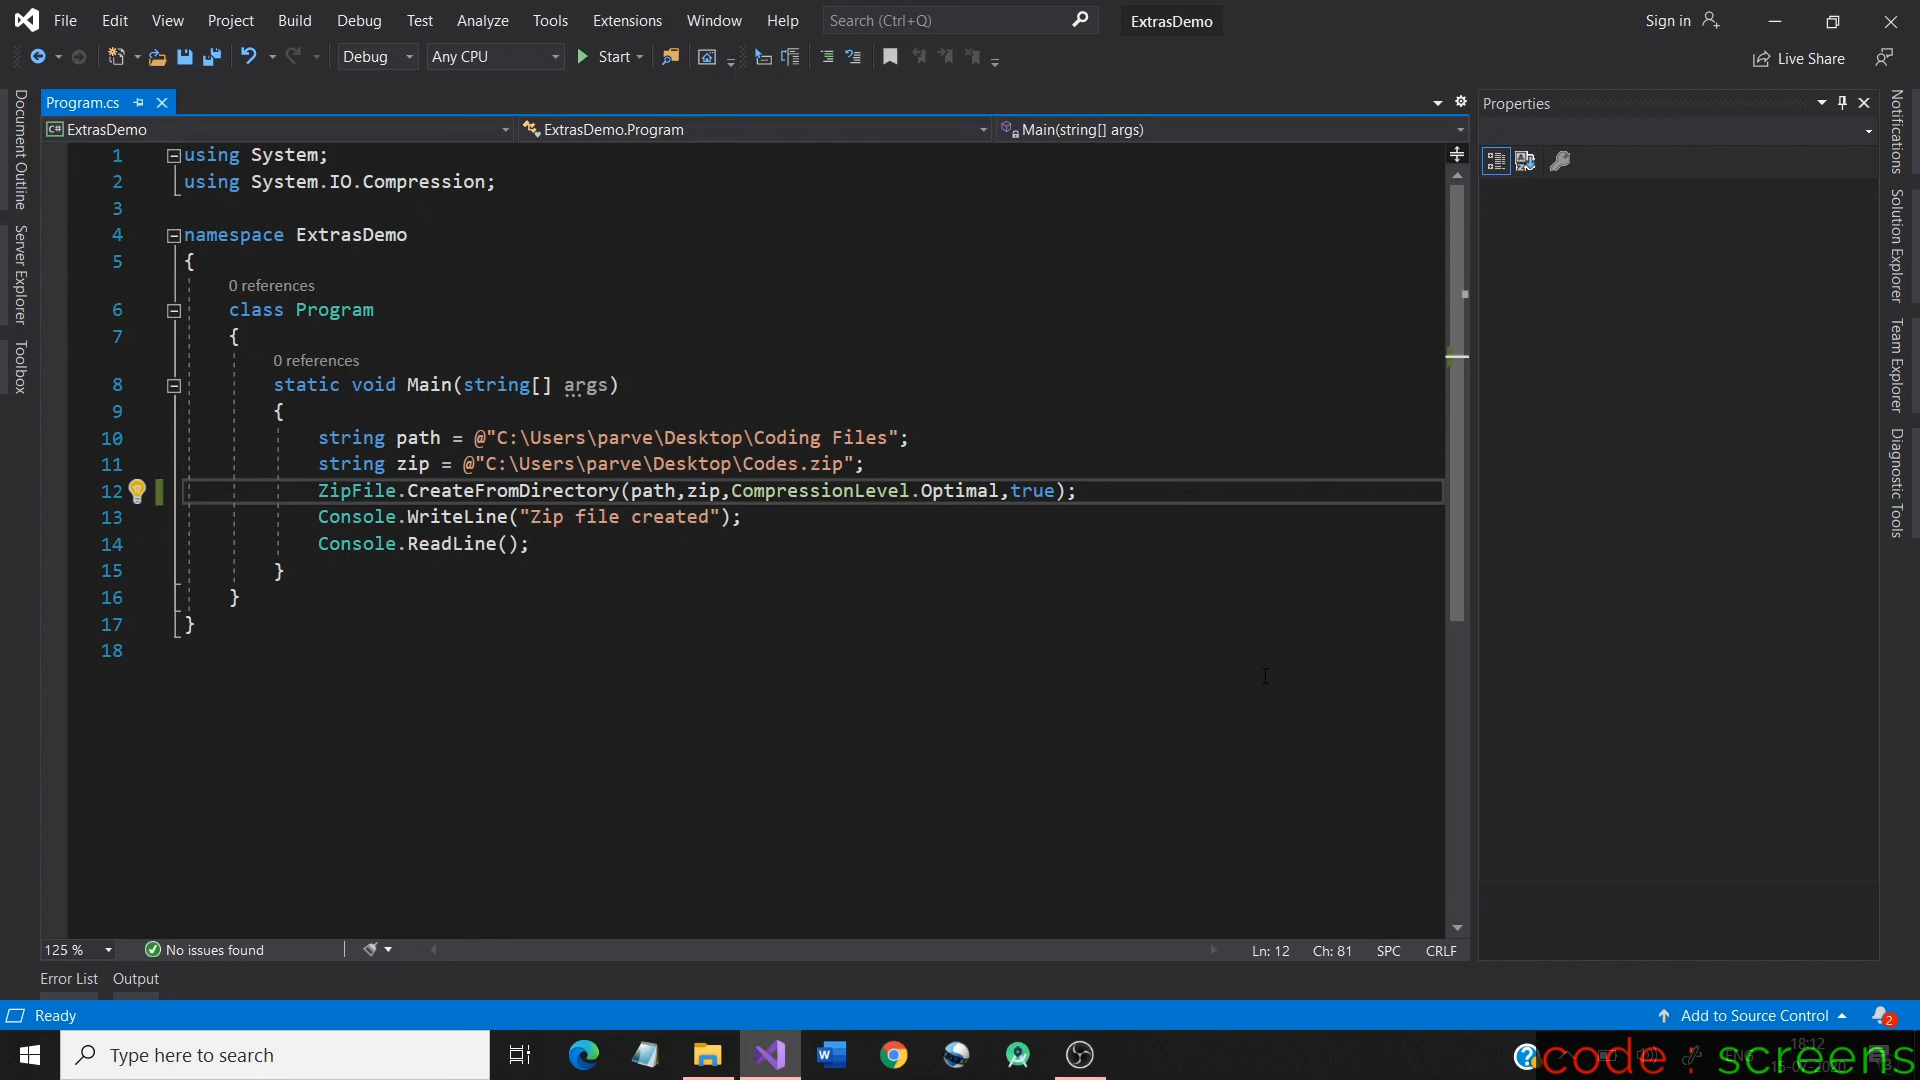 File Edit View Project Build Debug Test Analyze Tools Extensions Window Help Search (Ctrl+Q) ExtrasDemo Sign in
Debug Any CPU Start Live Share
Program.cs
ExtrasDemo ExtrasDemo.Program Main(string[] args)
Properties
Document Outline
Server Explorer
Toolbox
1 using System;
2 using System.IO.Compression;
3
4 namespace ExtrasDemo
5 {
0 references
6 class Program
7 {
0 references
8 static void Main(string[] args)
9 {
10 string path = @"C:\Users\parve\Desktop\Coding Files";
11 string zip = @"C:\Users\parve\Desktop\Codes.zip";
12 ZipFile.CreateFromDirectory(path,zip,CompressionLevel.Optimal,true);
13 Console.WriteLine("Zip file created");
14 Console.ReadLine();
15 }
16 }
17 }
18
Notifications
Solution Explorer
Team Explorer
Diagnostic Tools
125 % No issues found Ln: 12 Ch: 81 SPC CRLF
Error List Output
Ready Add to Source Control 2
Type here to search
ENG 18:12
15-07-2020
code : screens